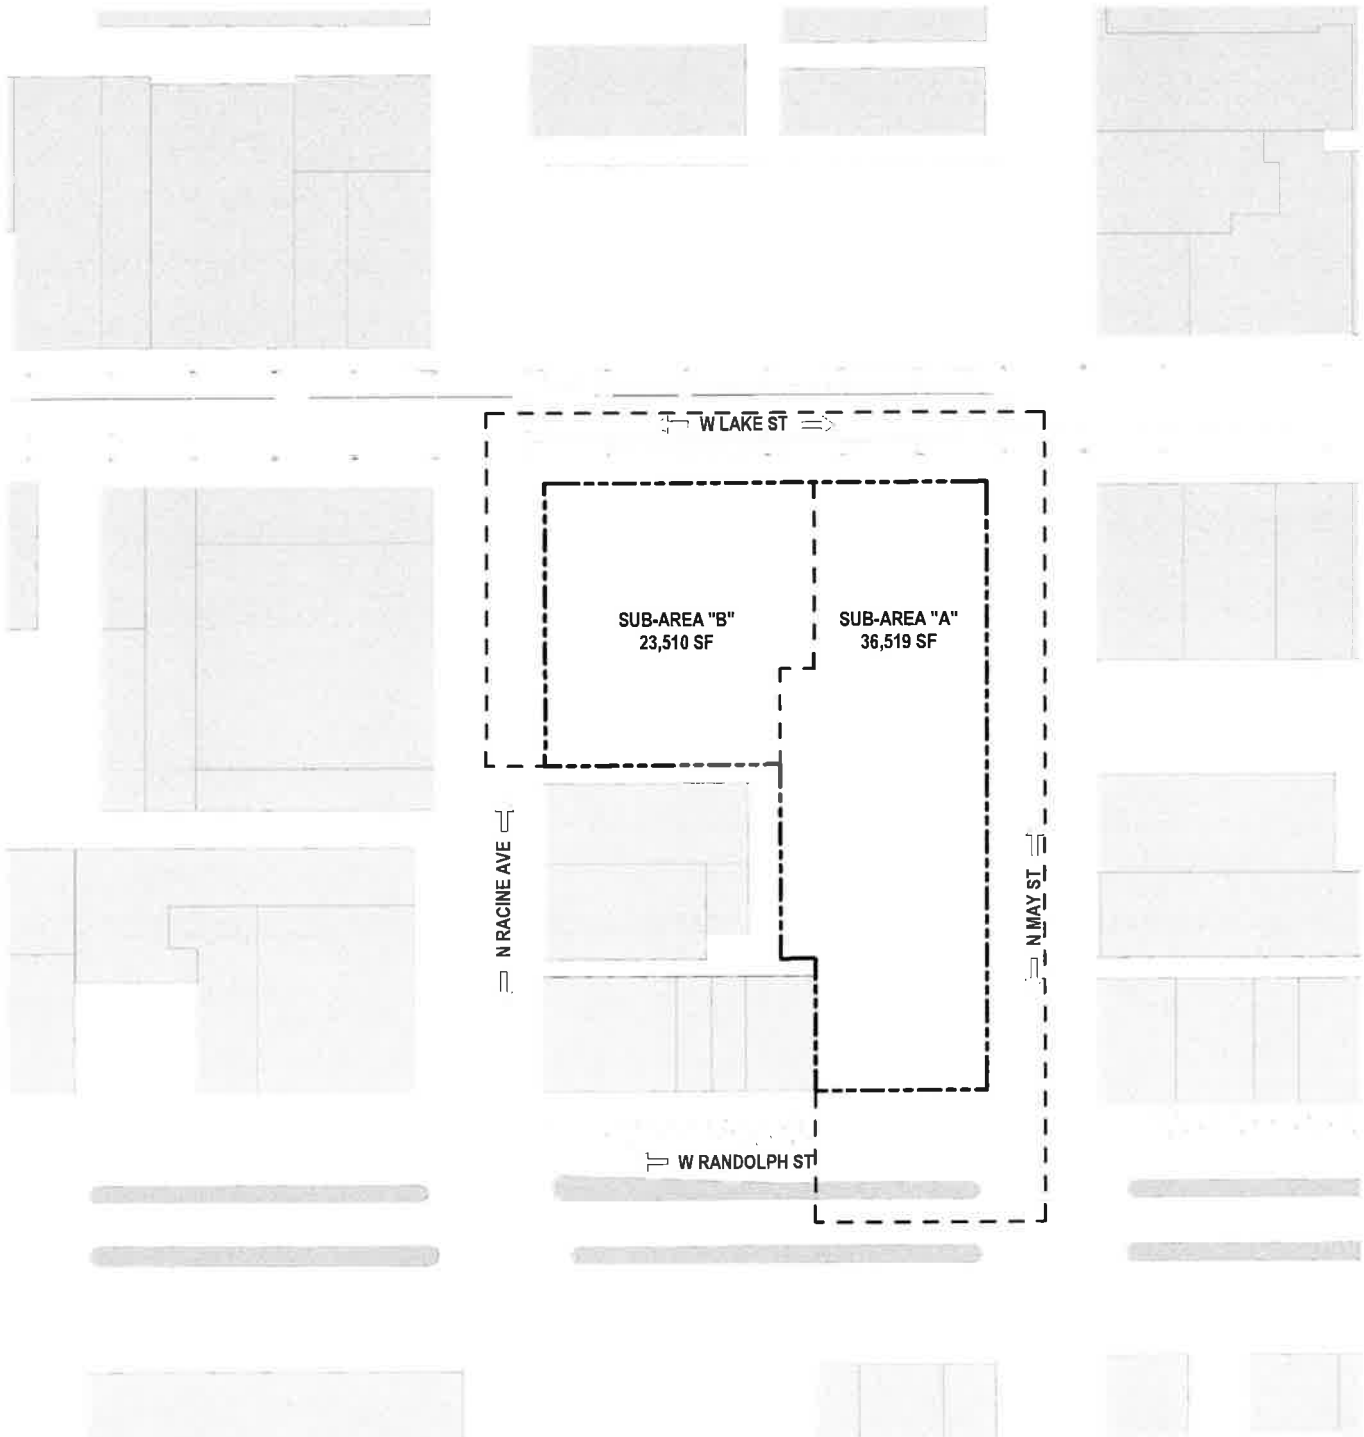 W LAKE ST
SUB-AREA "B"
23,510 SF
SUB-AREA "A"
36,519 SF
N RACINE AVE
N MAY ST
W RANDOLPH ST